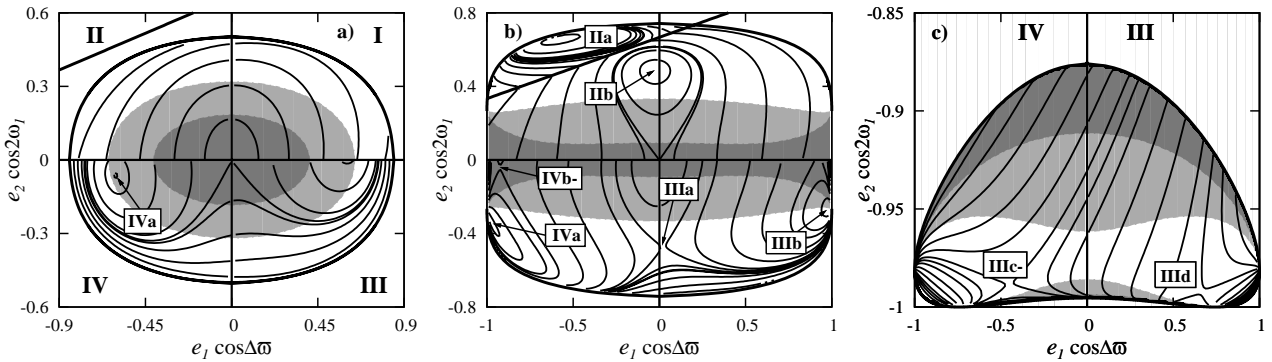 a)
II
I
IV
III
IVa
0.6
0.3
0
-0.3
-0.6
-0.9
-0.45
0
0.45
0.9
e₂ cos2ω₁
e₁ cosΔϖ
b)
IIa
IIb
IVb-
IIIa
IVa
IIIb
0.8
0.4
0
-0.4
-0.8
-1
-0.5
0
0.5
1
e₂ cos2ω₁
e₁ cosΔϖ
c)
IV
III
IIIc-
IIId
-0.85
-0.9
-0.95
-1
-1
-0.5
0
0.5
1
e₂ cos2ω₁
e₁ cosΔϖ